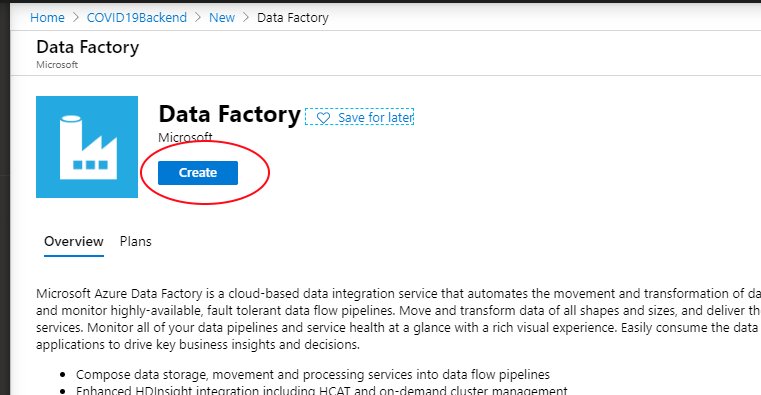 Home > COVID19Backend > New > Data Factory
Data Factory
Microsoft
Data Factory
Save for later
Microsoft
Create
Overview Plans
Microsoft Azure Data Factory is a cloud-based data integration service that automates the movement and transformation of da
and monitor highly-available, fault tolerant data flow pipelines. Move and transform data of all shapes and sizes, and deliver th
services. Monitor all of your data pipelines and service health at a glance with a rich visual experience. Easily consume the data
applications to drive key business insights and decisions.
• Compose data storage, movement and processing services into data flow pipelines
• Enhanced HDInsight integration including HCAT and on-demand cluster management